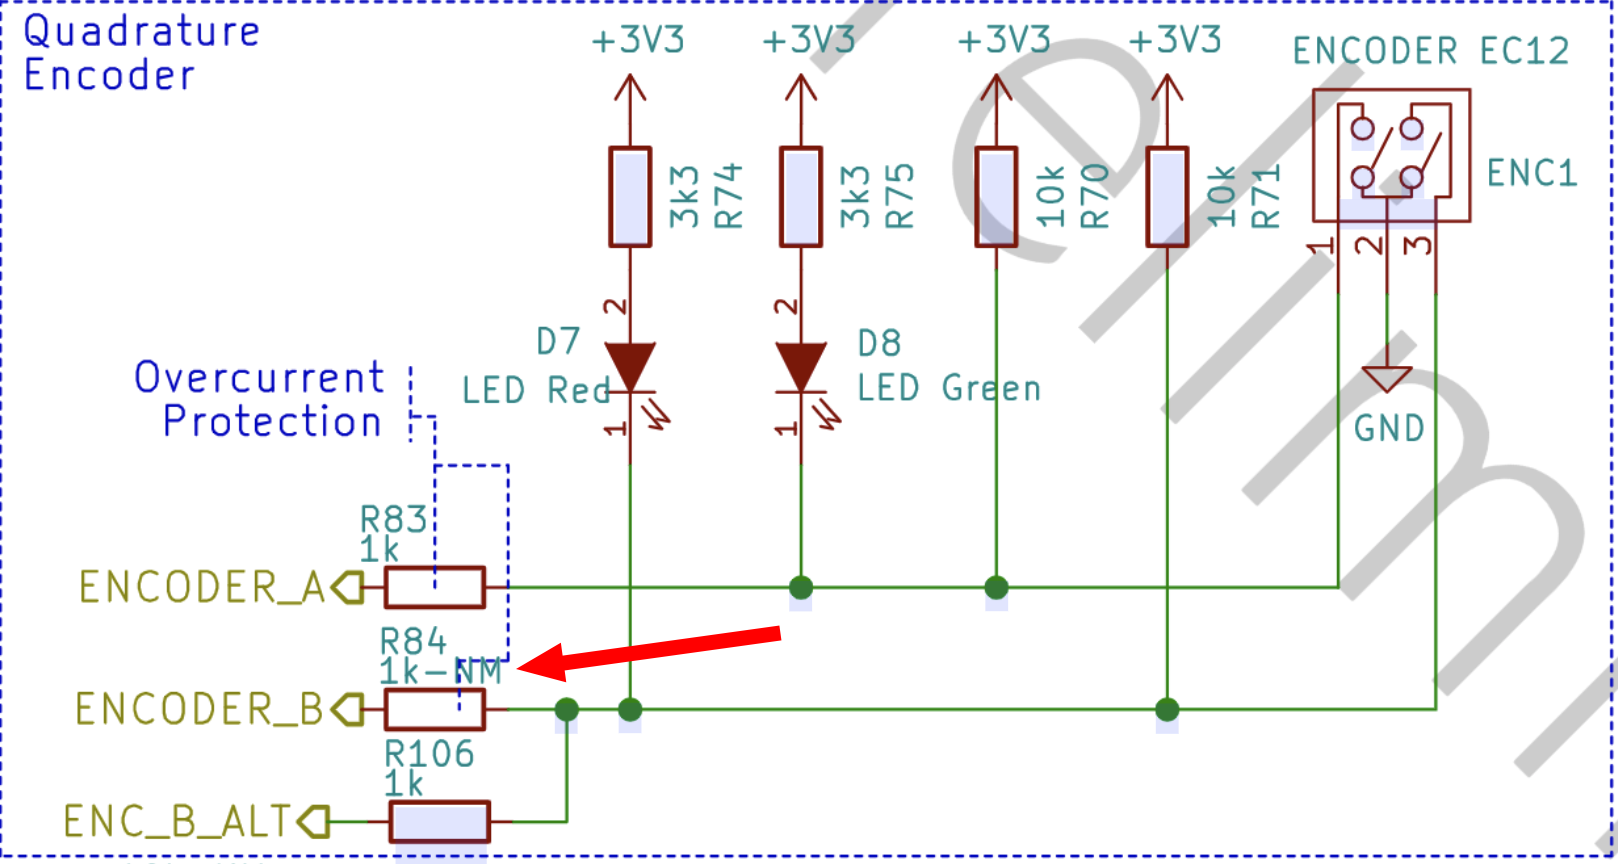 Quadrature
Encoder
+3V3
+3V3
+3V3
+3V3
ENCODER EC12
3k3
R74
3k3
R75
10k
R70
10k
R71
ENC1
1
2
3
2
2
D7
LED Red
D8
LED Green
1
1
GND
Overcurrent
Protection
R83
1k
ENCODER_A
R84
1k-NM
ENCODER_B
R106
1k
ENC_B_ALT